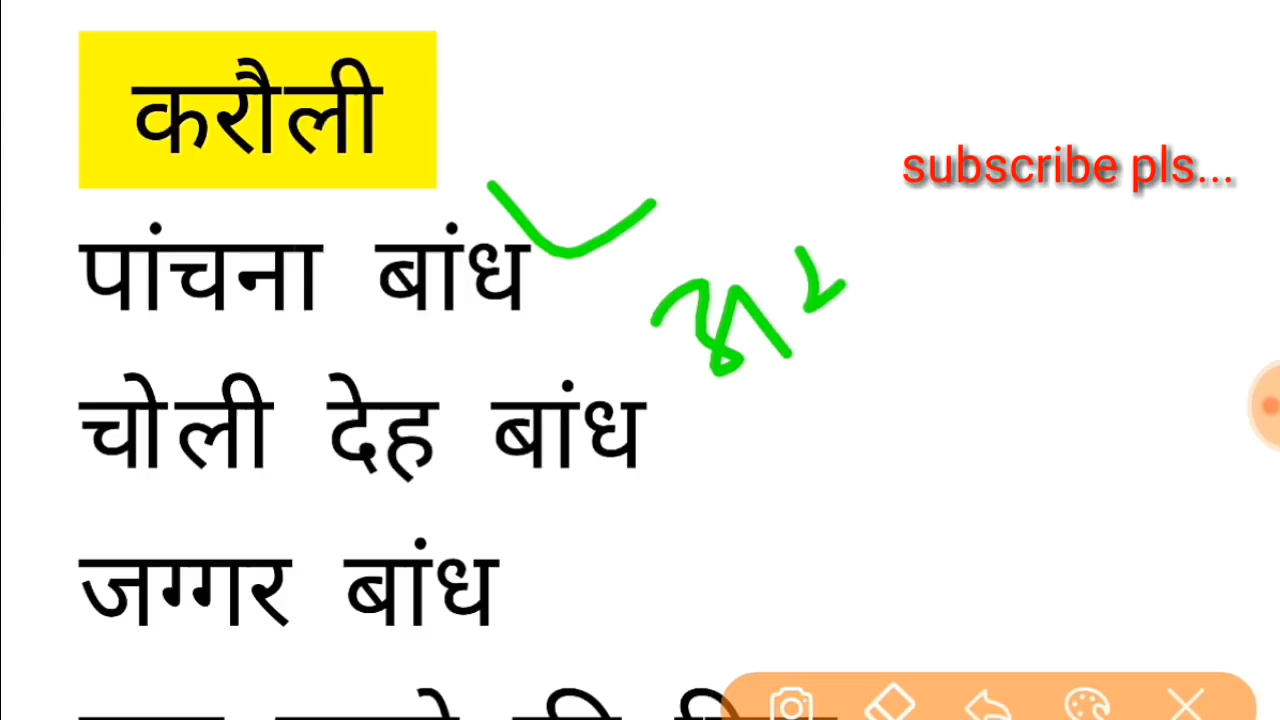 करौली
subscribe pls...
पांचना बांध
चोली देह बांध
जग्गर बांध